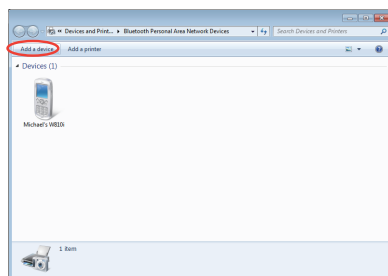 « Devices and Print... ▸ Bluetooth Personal Area Network Devices Search Devices and Printers
Add a device Add a printer
Devices (1)
Michael's W810i
1 item